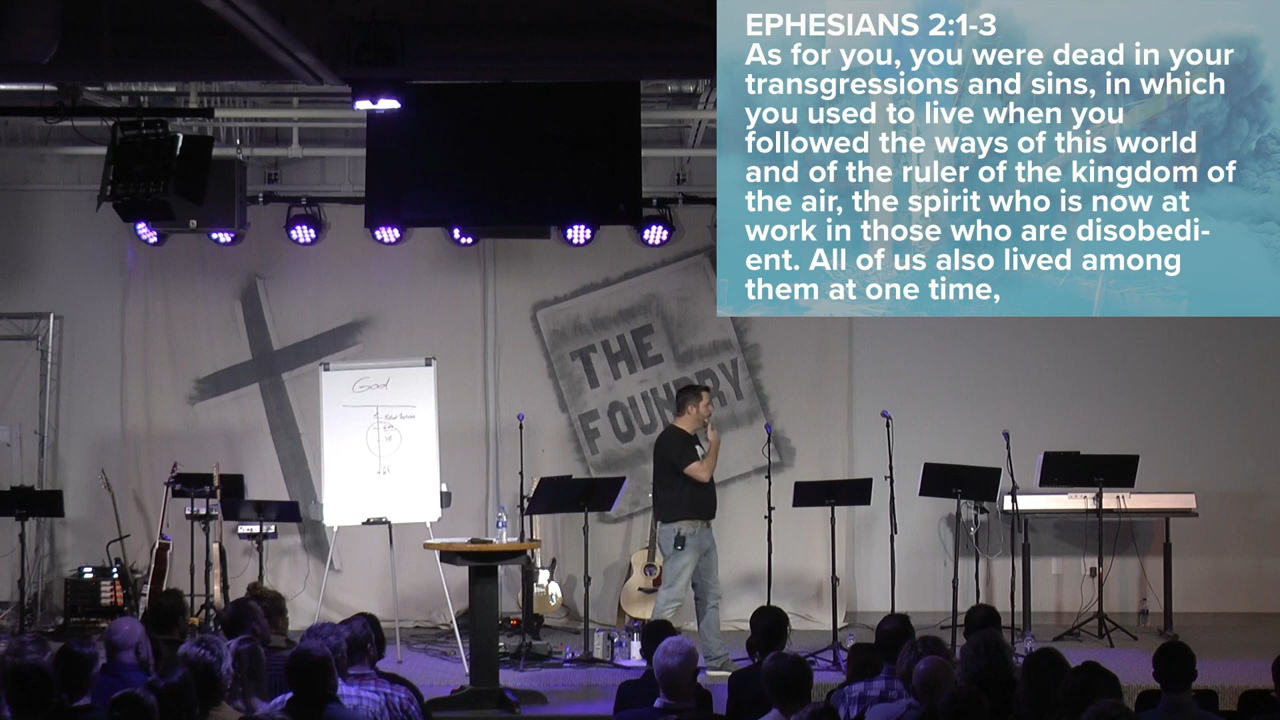 EPHESIANS 2:1-3
As for you, you were dead in your
transgressions and sins, in which
you used to live when you
followed the ways of this world
and of the ruler of the kingdom of
the air, the spirit who is now at
work in those who are disobedi-
ent. All of us also lived among
them at one time,
THE
FOUNDRY
God